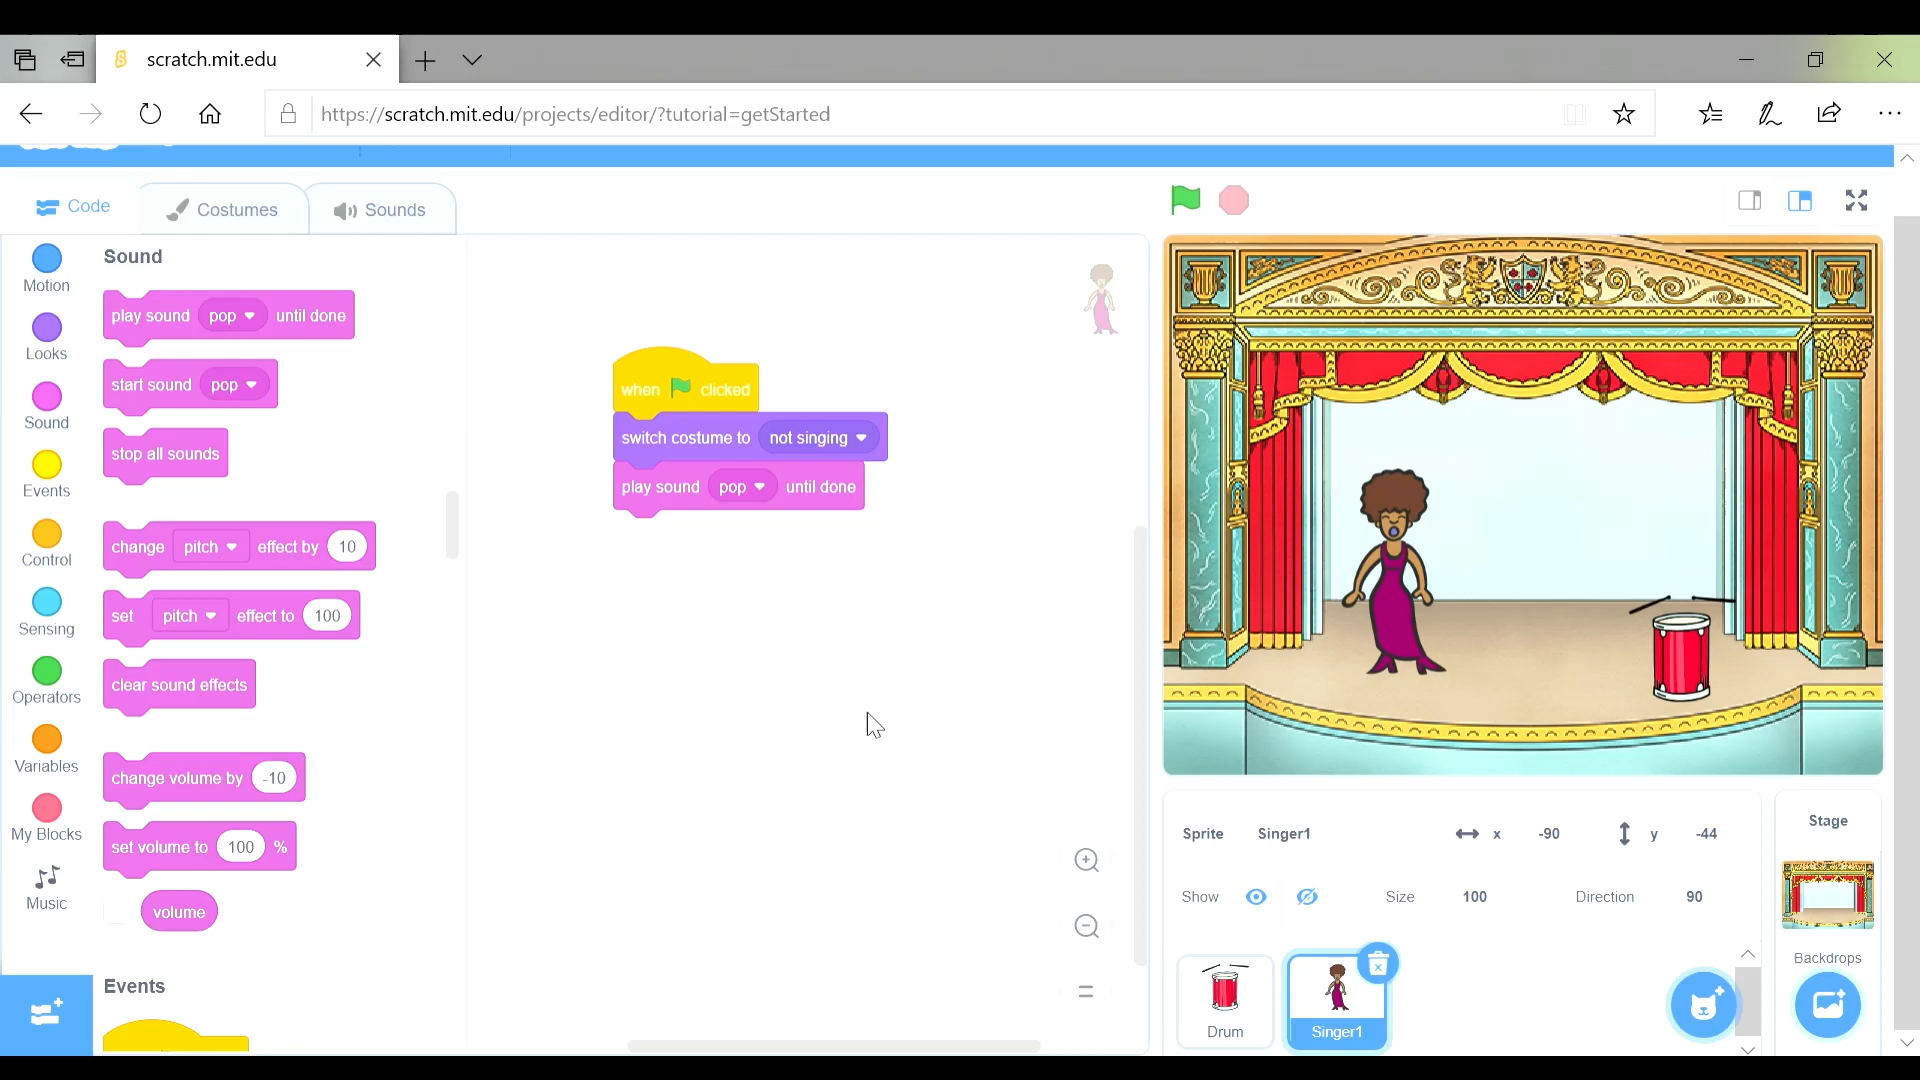 scratch.mit.edu
https://scratch.mit.edu/projects/editor/?tutorial=getStarted
Code
Costumes
Sounds
Motion
Looks
Sound
Events
Control
Sensing
Operators
Variables
My Blocks
Music
Sound
play sound pop until done
start sound pop
stop all sounds
change pitch effect by 10
set pitch effect to 100
clear sound effects
change volume by -10
set volume to 100 %
volume
Events
when clicked
switch costume to not singing
play sound pop until done
Sprite Singer1 x -90 y -44
Show Size 100 Direction 90
Drum
Singer1
Stage
Backdrops